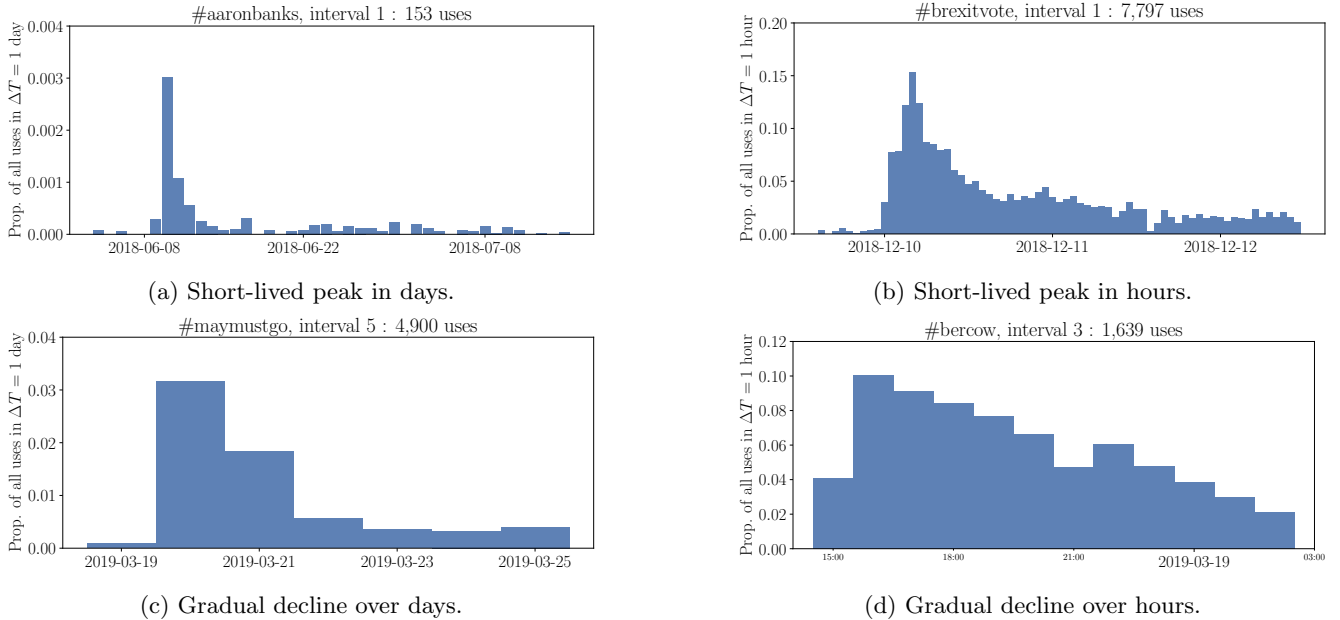 #aaronbanks, interval 1 : 153 uses
Prop. of all uses in ΔT = 1 day
0.004
0.003
0.002
0.001
0.000
2018-06-08 2018-06-22 2018-07-08
(a) Short-lived peak in days.
#brexitvote, interval 1 : 7,797 uses
Prop. of all uses in ΔT = 1 hour
0.20
0.15
0.10
0.05
0.00
2018-12-10 2018-12-11 2018-12-12
(b) Short-lived peak in hours.
#maymustgo, interval 5 : 4,900 uses
Prop. of all uses in ΔT = 1 day
0.04
0.03
0.02
0.01
0.00
2019-03-19 2019-03-21 2019-03-23 2019-03-25
(c) Gradual decline over days.
#bercow, interval 3 : 1,639 uses
Prop. of all uses in ΔT = 1 hour
0.12
0.10
0.08
0.06
0.04
0.02
0.00
15:00 18:00 21:00 2019-03-19 03:00
(d) Gradual decline over hours.